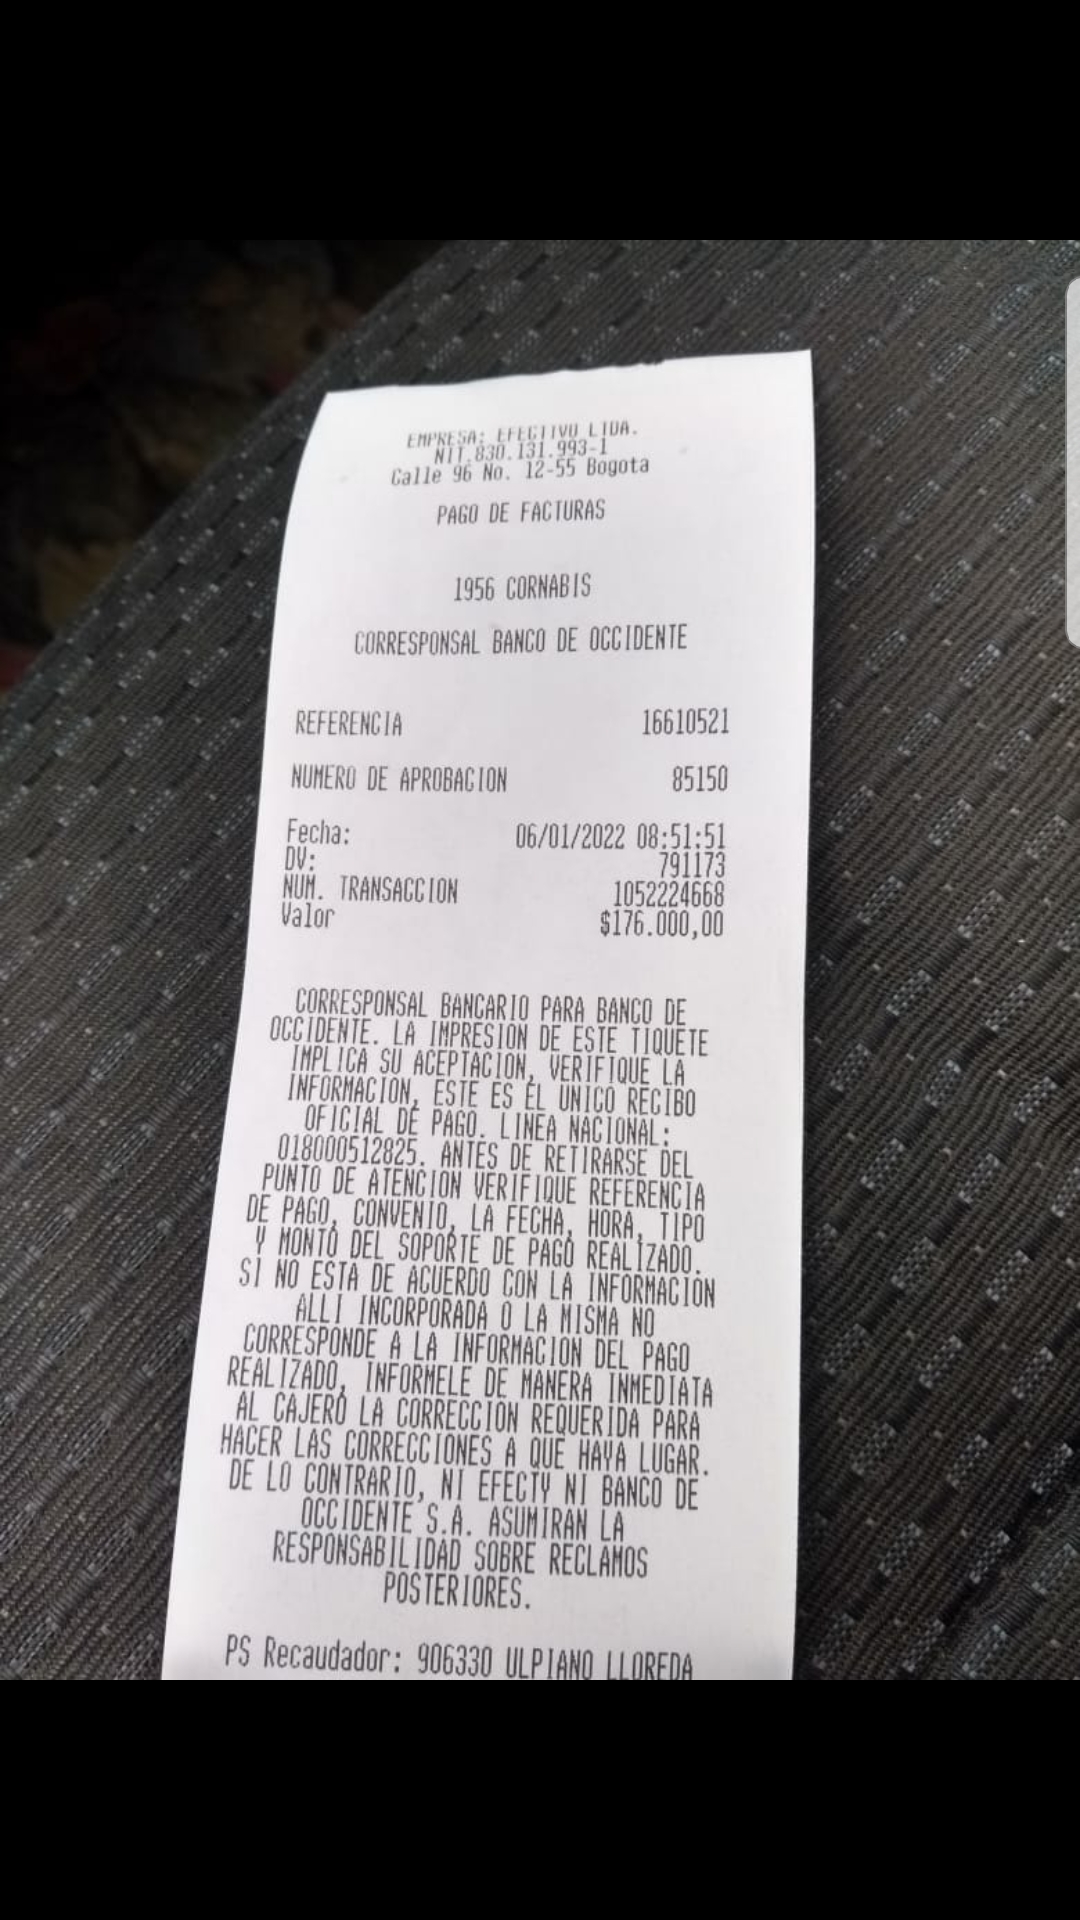 EMPRESA: EFECTIVO LTDA.
NIT.830.131.993-1
Calle 96 No. 12-55 Bogota
PAGO DE FACTURAS
1956 CORNABIS
CORRESPONSAL BANCO DE OCCIDENTE
REFERENCIA 16610521
NUMERO DE APROBACION 85150
Fecha: 06/01/2022 08:51:51
DV: 791173
NUM. TRANSACCION 1052224668
Valor $176.000,00
CORRESPONSAL BANCARIO PARA BANCO DE
OCCIDENTE. LA IMPRESION DE ESTE TIQUETE
IMPLICA SU ACEPTACION, VERIFIQUE LA
INFORMACION, ESTE ES EL UNICO RECIBO
OFICIAL DE PAGO. LINEA NACIONAL:
018000512825. ANTES DE RETIRARSE DEL
PUNTO DE ATENCION VERIFIQUE REFERENCIA
DE PAGO, CONVENIO, LA FECHA, HORA, TIPO
Y MONTO DEL SOPORTE DE PAGO REALIZADO.
SI NO ESTA DE ACUERDO CON LA INFORMACION
ALLI INCORPORADA O LA MISMA NO
CORRESPONDE A LA INFORMACION DEL PAGO
REALIZADO, INFORMELE DE MANERA INMEDIATA
AL CAJERO LA CORRECCION REQUERIDA PARA
HACER LAS CORRECCIONES A QUE HAYA LUGAR.
DE LO CONTRARIO, NI EFECTY NI BANCO DE
OCCIDENTE S.A. ASUMIRAN LA
RESPONSABILIDAD SOBRE RECLAMOS
POSTERIORES.
PS Recaudador: 906330 ULPIANO LLOREDA